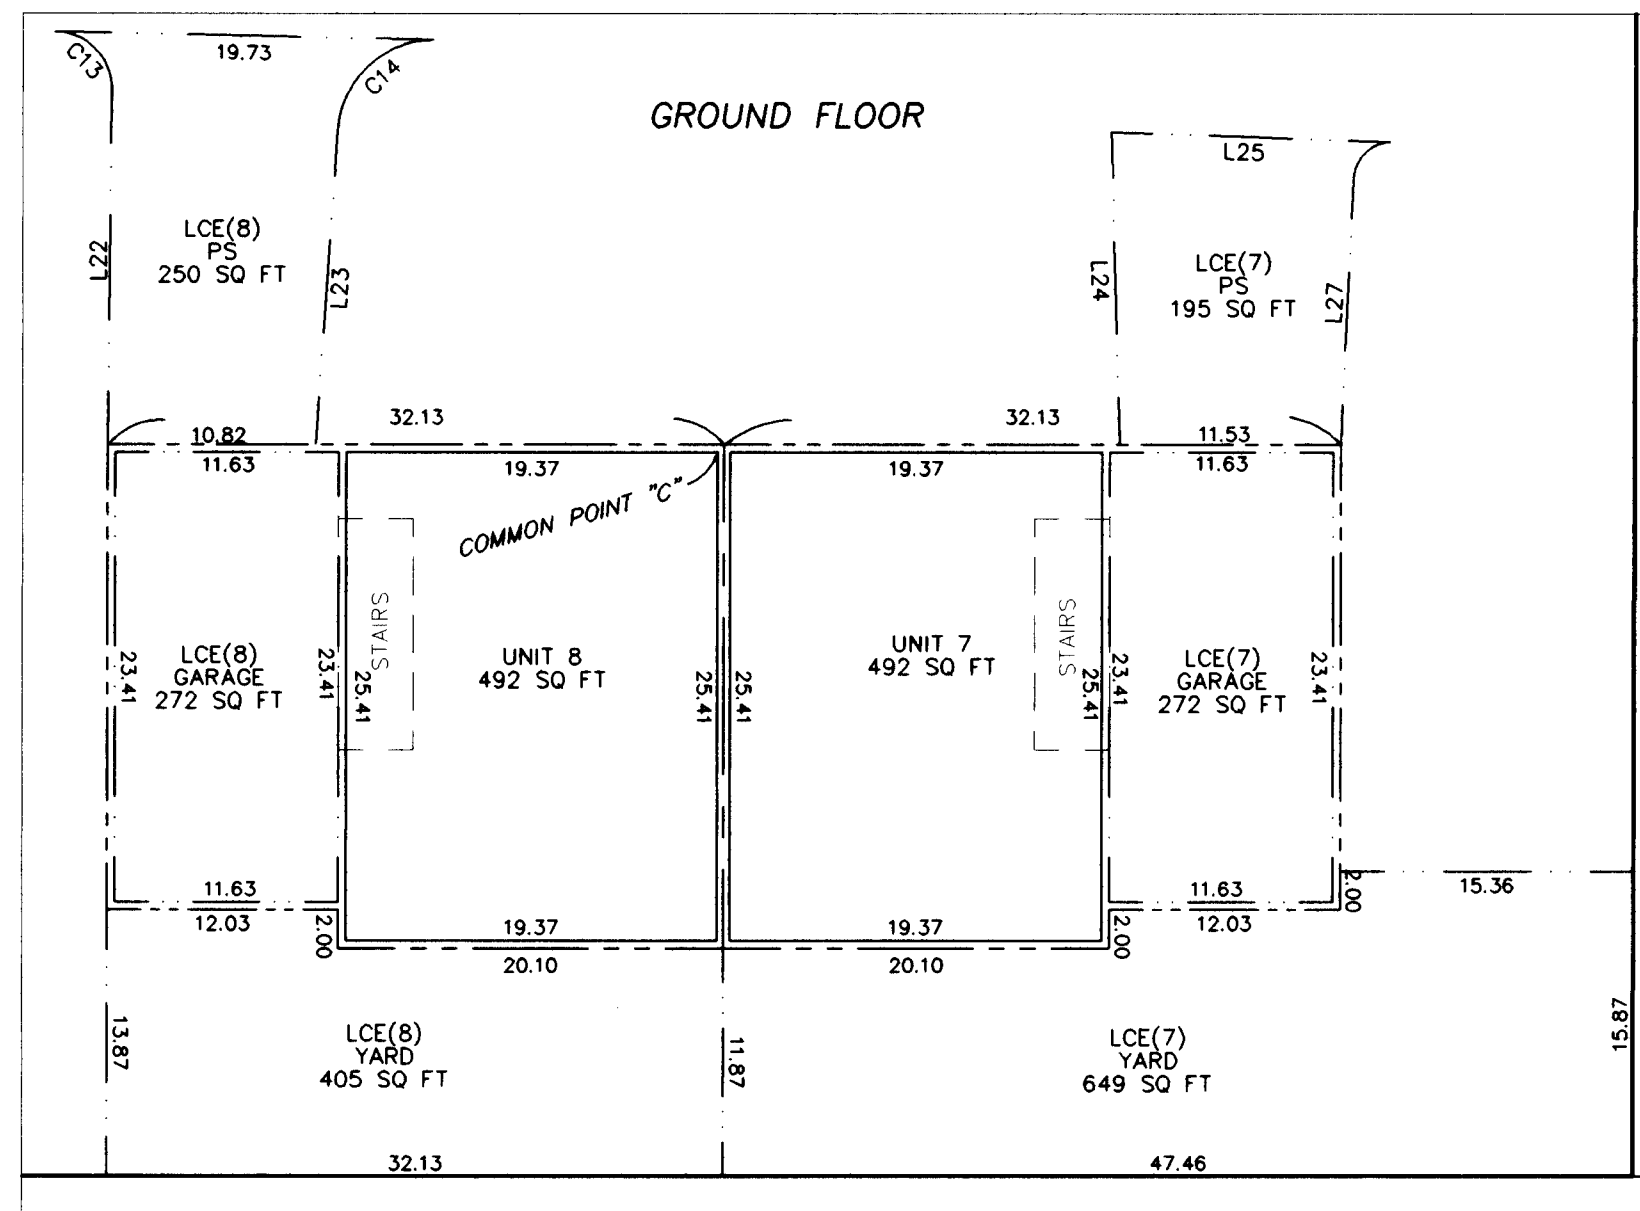 C13
19.73
C14
GROUND FLOOR
L25
LCE(8)
PS
250 SQ FT
L22
L23
L24
LCE(7)
PS
195 SQ FT
L27
10.82
32.13
32.13
11.53
11.63
19.37
19.37
11.63
COMMON POINT "C"
STAIRS
STAIRS
LCE(8)
GARAGE
272 SQ FT
23.41
23.41
25.41
UNIT 8
492 SQ FT
25.41
25.41
UNIT 7
492 SQ FT
25.41
23.41
LCE(7)
GARAGE
272 SQ FT
23.41
11.63
12.03
2.00
19.37
20.10
19.37
20.10
2.00
11.63
12.03
2.00
15.36
13.87
LCE(8)
YARD
405 SQ FT
11.87
LCE(7)
YARD
649 SQ FT
15.87
32.13
47.46